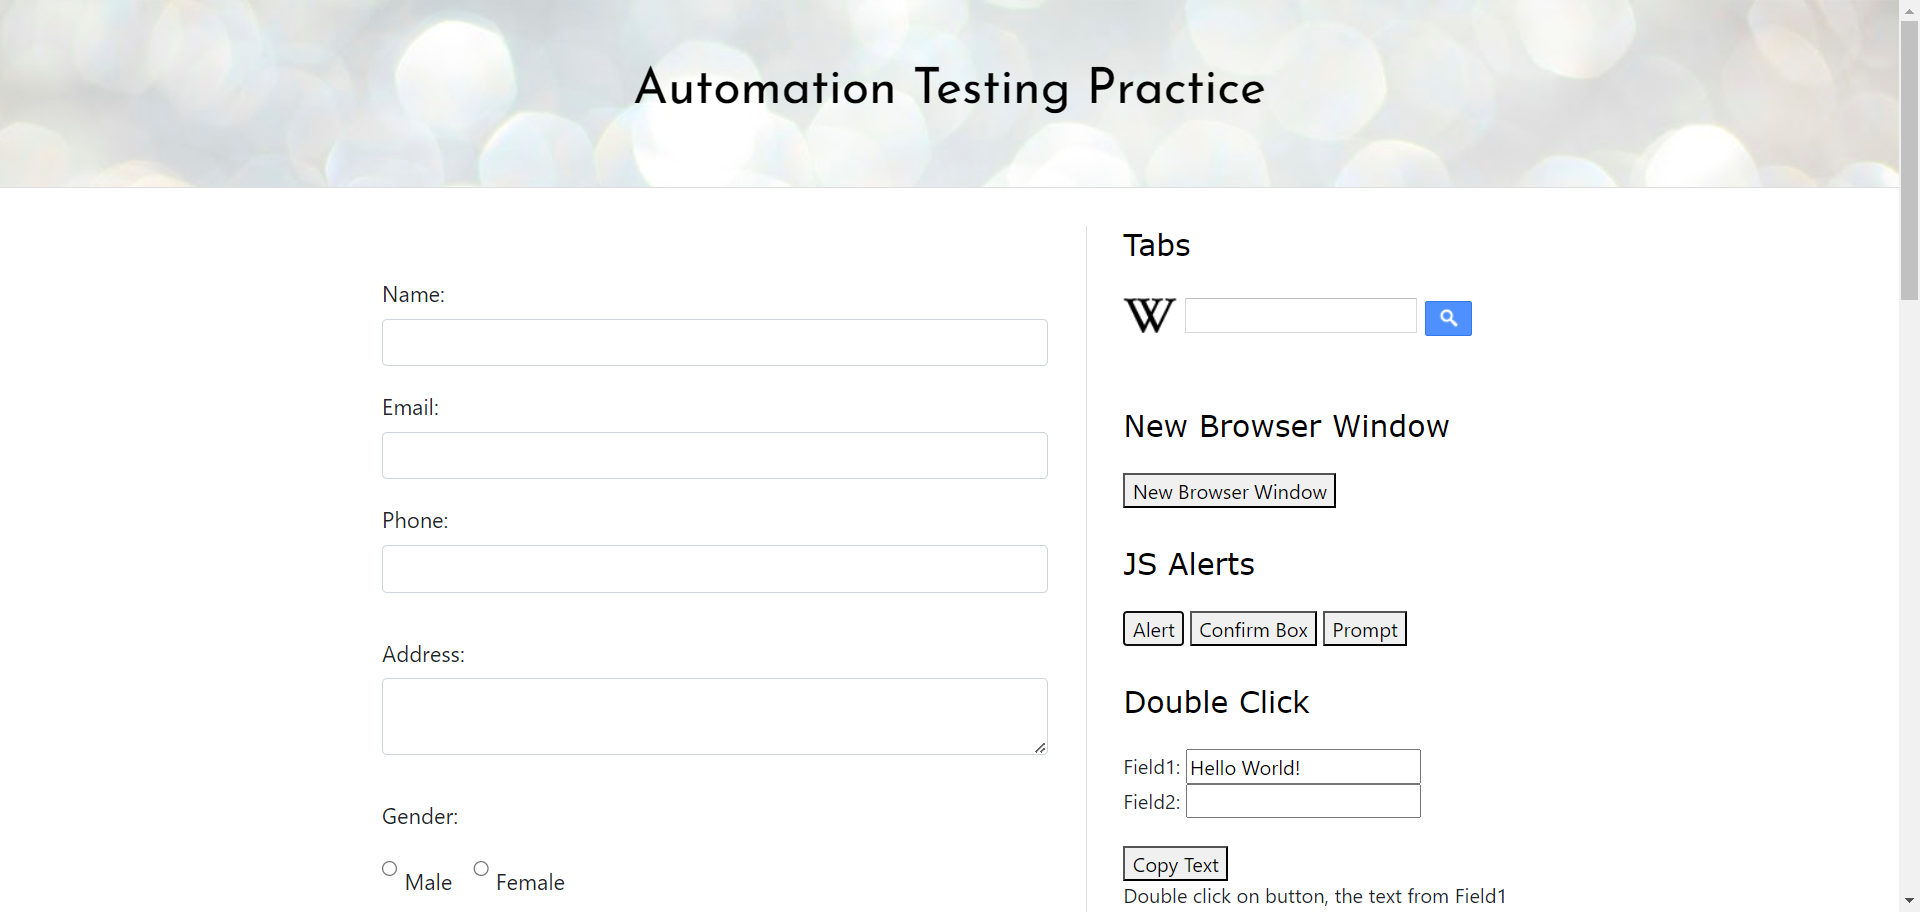 Automation Testing Practice
Name:
Email:
Phone:
Address:
Gender:
Male Female
Tabs
W
New Browser Window
New Browser Window
JS Alerts
Alert Confirm Box Prompt
Double Click
Field1: Hello World!
Field2:
Copy Text
Double click on button, the text from Field1